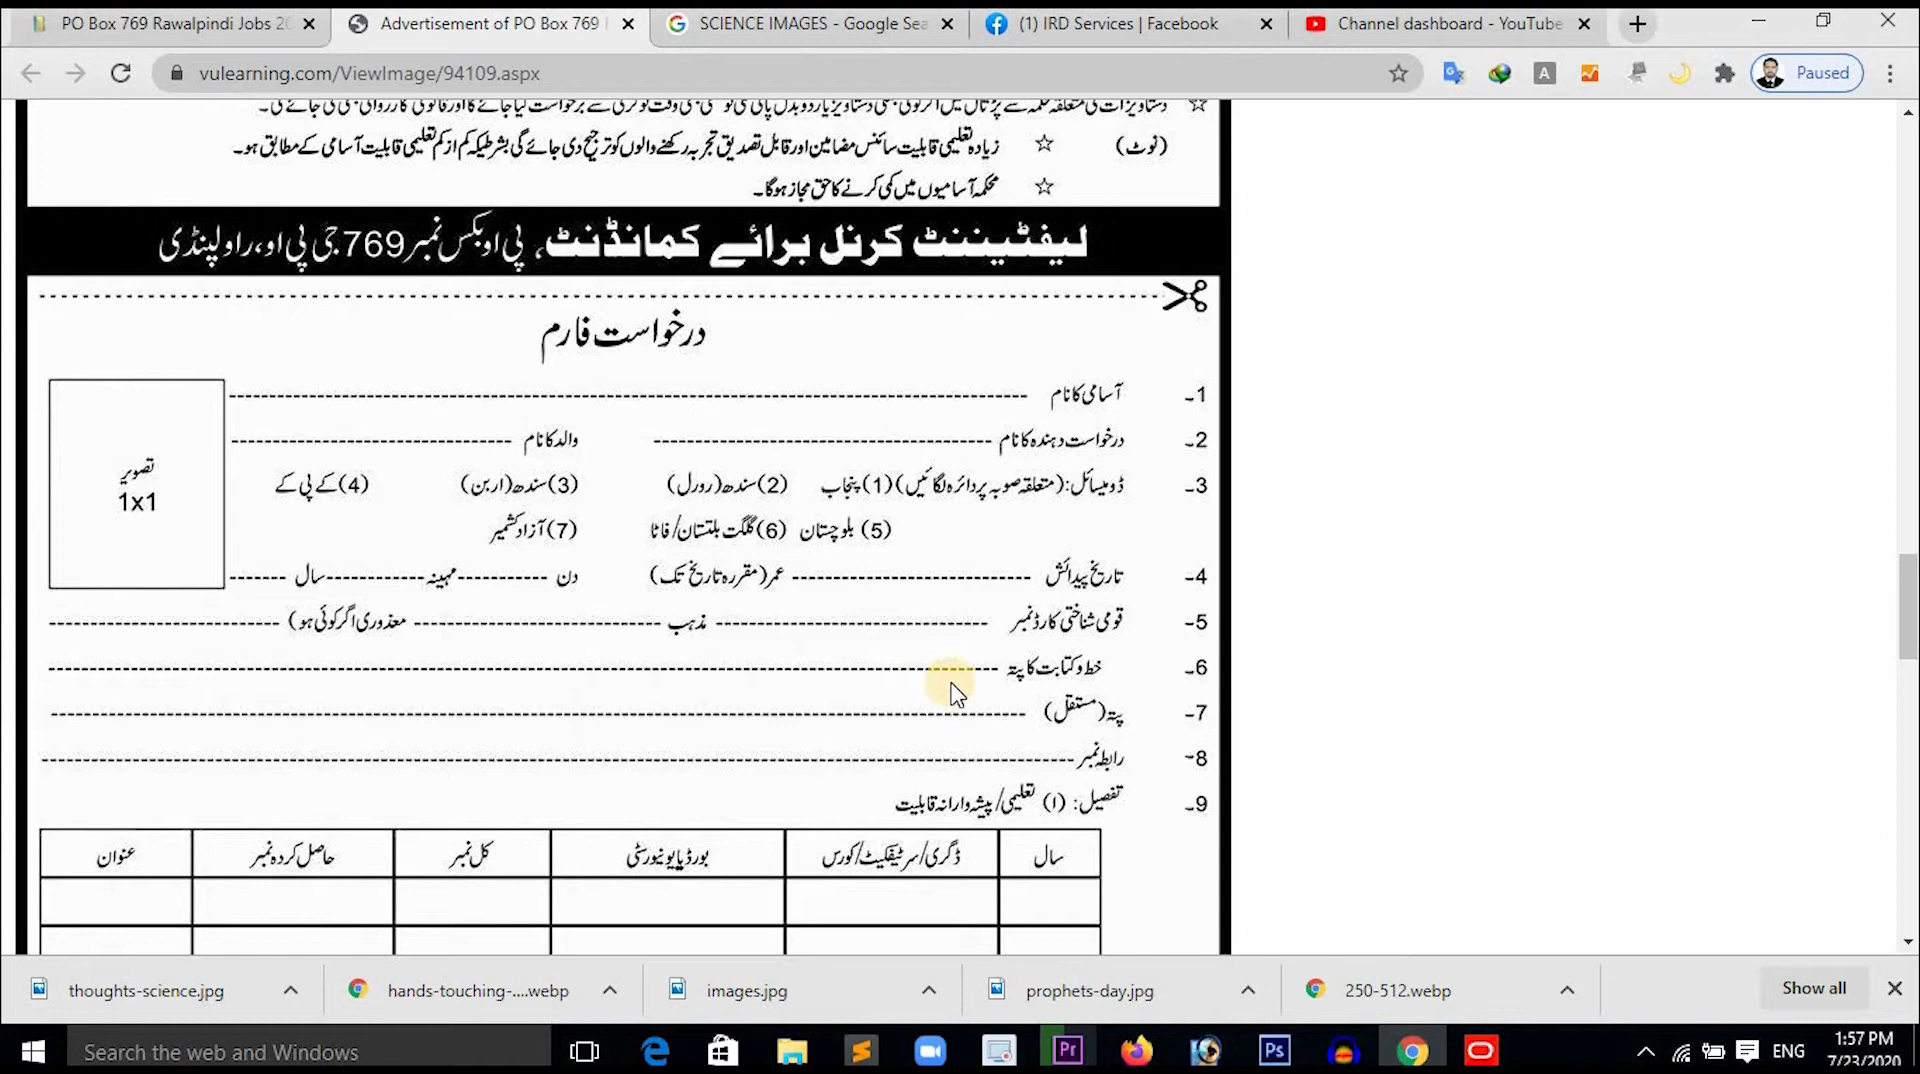 PO Box 769 Rawalpindi Jobs 20
Advertisement of PO Box 769
SCIENCE IMAGES - Google Sea
(1) IRD Services | Facebook
Channel dashboard - YouTube
vulearning.com/ViewImage/94109.aspx
Paused
(نوٹ) ☆ زیادہ تعلیمی قابلیت سائنس مضامین اور قابل تصدیق تجربہ رکھنے والوں کو ترجیح دی جائے گی بشرطیکہ کم از کم تعلیمی قابلیت آسامی کے مطابق ہو۔
☆ محکمہ آسامیوں میں کمی کرنے کا حق مجاز ہوگا۔
لیفٹیننٹ کرنل برائے کمانڈنٹ، پی او بکس نمبر 769 جی پی او، راولپنڈی
درخواست فارم
تصویر
1x1
1۔ آسامی کا نام
2۔ درخواست دہندہ کا نام والد کا نام
3۔ ڈومیسائل: (متعلقہ صوبہ پر دائرہ لگائیں) (1) پنجاب (2) سندھ (رورل) (3) سندھ (اربن) (4) کے پی کے
(5) بلوچستان (6) گلگت بلتستان/فاٹا (7) آزاد کشمیر
4۔ تاریخ پیدائش عمر (مقررہ تاریخ تک) دن مہینہ سال
5۔ قومی شناختی کارڈ نمبر مذہب معذوری اگر کوئی ہو)
6۔ خط و کتابت کا پتہ
7۔ پتہ (مستقل)
8۔ رابطہ نمبر
9۔ تفصیل: (۱) تعلیمی/پیشہ وارانہ قابلیت
سال ڈگری/سرٹیفکیٹ/کورس بورڈ یا یونیورسٹی کل نمبر حاصل کردہ نمبر عنوان
thoughts-science.jpg
hands-touching-....webp
images.jpg
prophets-day.jpg
250-512.webp
Show all
Search the web and Windows
Pr
Ps
ENG
1:57 PM
7/23/2020